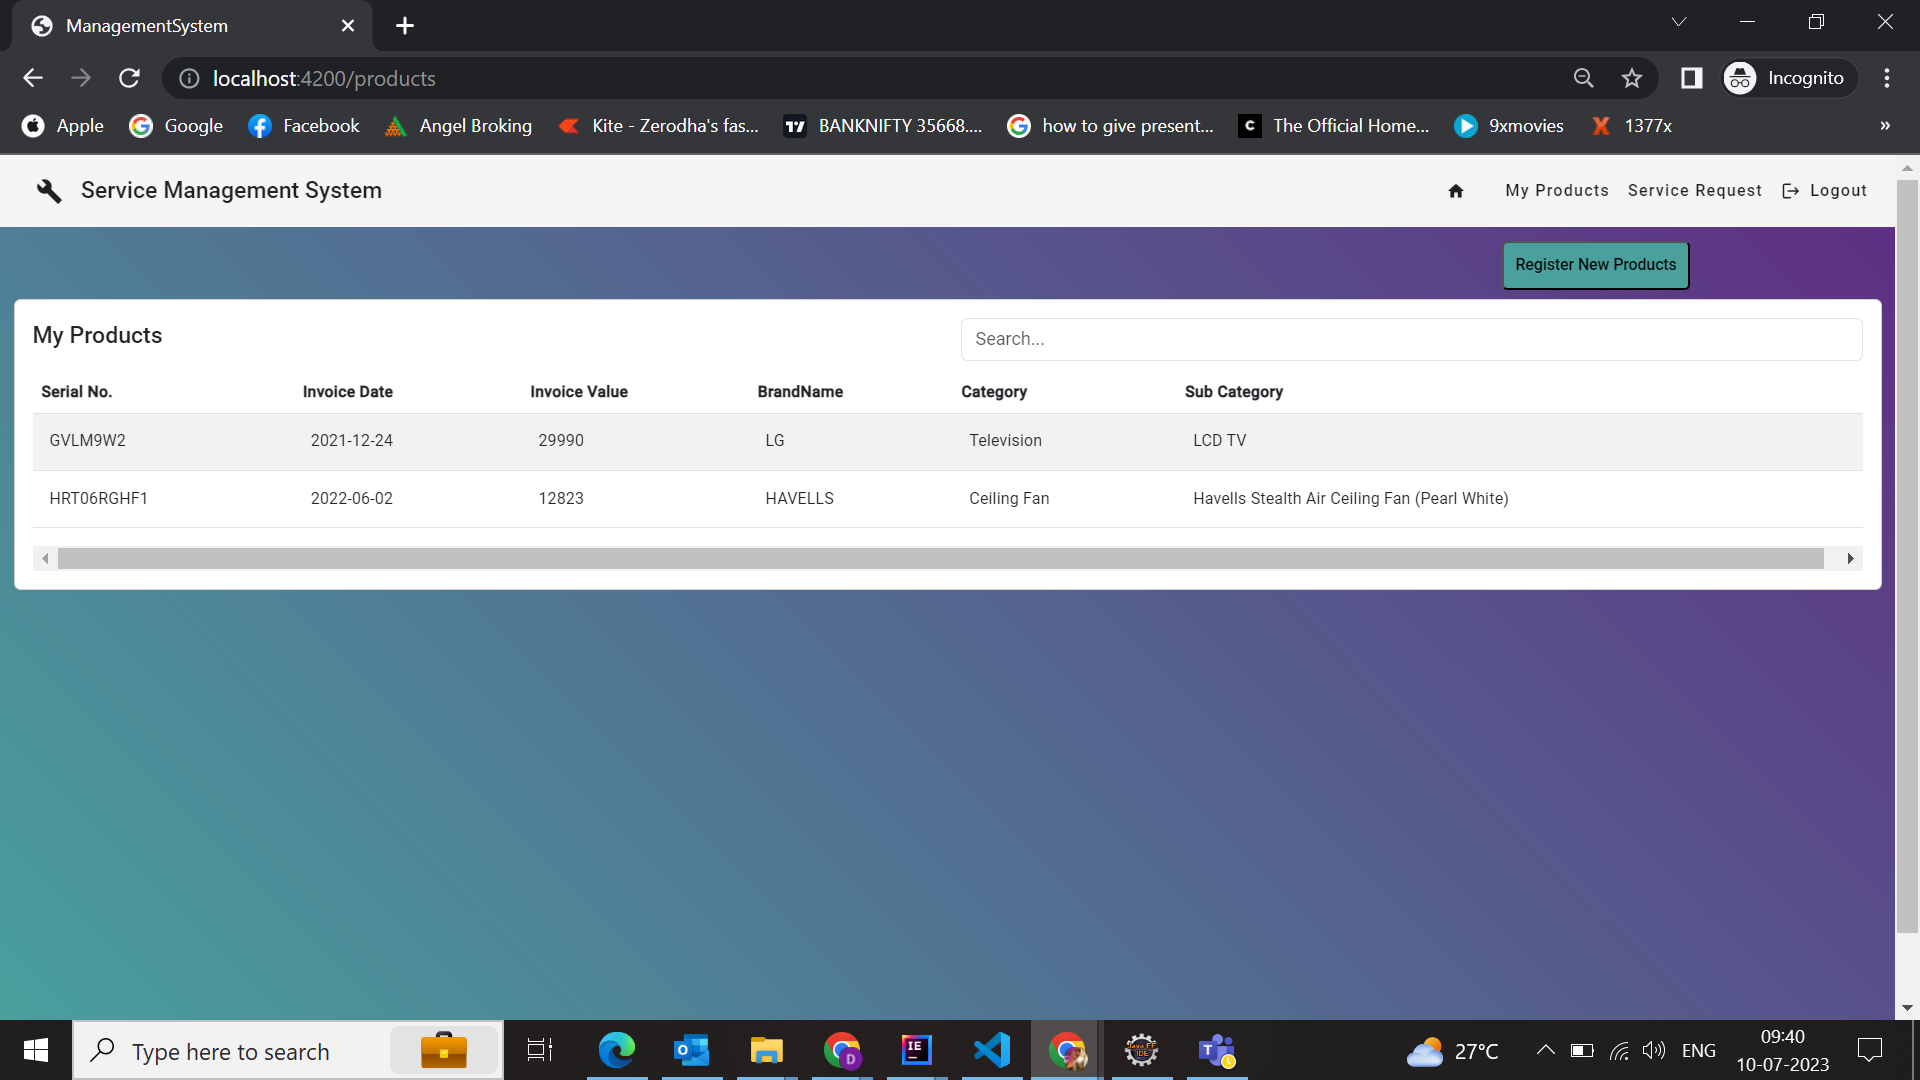 ManagementSystem
localhost:4200/products
Incognito
Apple
Google
Facebook
Angel Broking
Kite - Zerodha's fas...
BANKNIFTY 35668....
how to give present...
The Official Home...
9xmovies
1377x
»
Service Management System
My Products
Service Request
Logout
Register New Products
My Products
Search...
Serial No. Invoice Date Invoice Value BrandName Category Sub Category
GVLM9W2 2021-12-24 29990 LG Television LCD TV
HRT06RGHF1 2022-06-02 12823 HAVELLS Ceiling Fan Havells Stealth Air Ceiling Fan (Pearl White)
Type here to search
27°C
ENG
09:40
10-07-2023